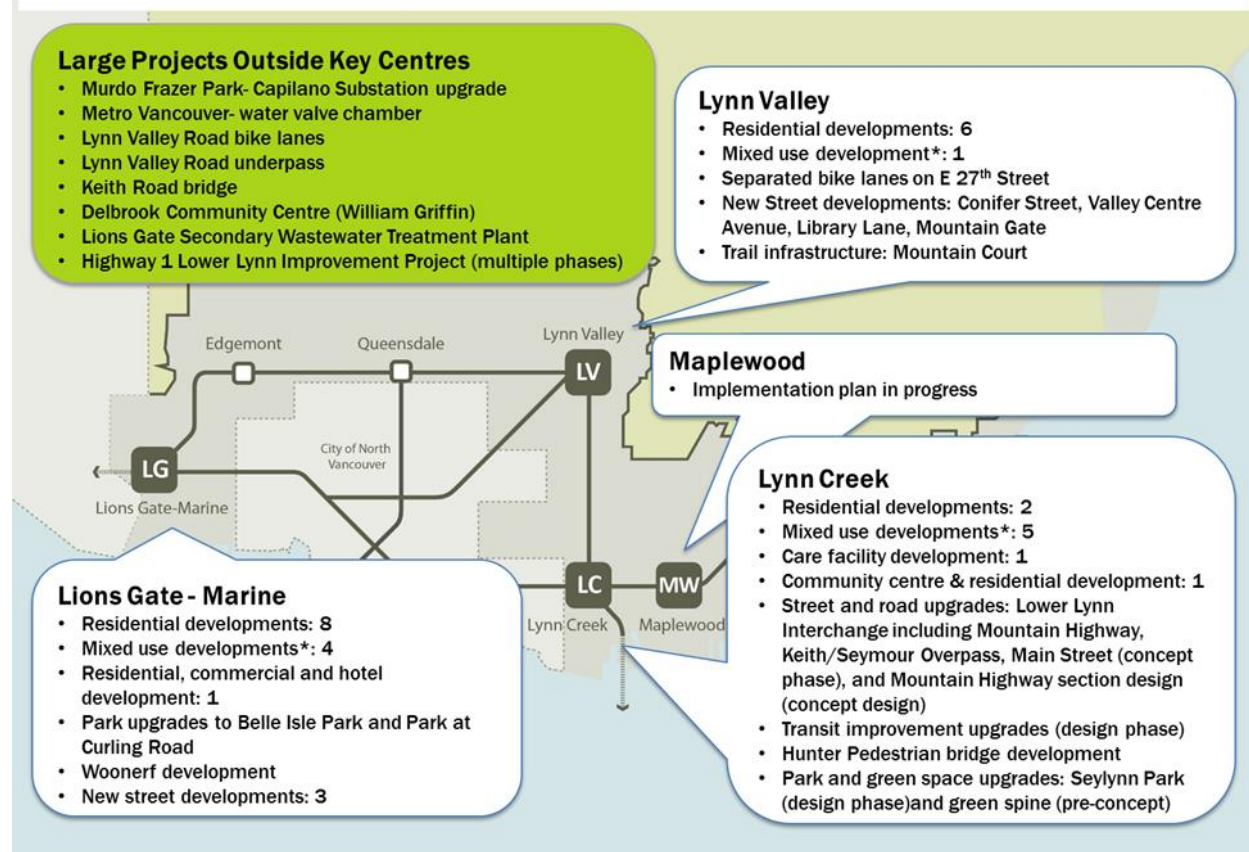 Large Projects Outside Key Centres
• Murdo Frazer Park- Capilano Substation upgrade
• Metro Vancouver- water valve chamber
• Lynn Valley Road bike lanes
• Lynn Valley Road underpass
• Keith Road bridge
• Delbrook Community Centre (William Griffin)
• Lions Gate Secondary Wastewater Treatment Plant
• Highway 1 Lower Lynn Improvement Project (multiple phases)
Lynn Valley
• Residential developments: 6
• Mixed use development*: 1
• Separated bike lanes on E 27th Street
• New Street developments: Conifer Street, Valley Centre
Avenue, Library Lane, Mountain Gate
• Trail infrastructure: Mountain Court
Edgemont
Queensdale
Lynn Valley
LV
Maplewood
• Implementation plan in progress
City of North
Vancouver
LG
Lions Gate-Marine
LC
MW
Lynn Creek
Maplewood
Lions Gate - Marine
• Residential developments: 8
• Mixed use developments*: 4
• Residential, commercial and hotel
development: 1
• Park upgrades to Belle Isle Park and Park at
Curling Road
• Woonerf development
• New street developments: 3
Lynn Creek
• Residential developments: 2
• Mixed use developments*: 5
• Care facility development: 1
• Community centre & residential development: 1
• Street and road upgrades: Lower Lynn
Interchange including Mountain Highway,
Keith/Seymour Overpass, Main Street (concept
phase), and Mountain Highway section design
(concept design)
• Transit improvement upgrades (design phase)
• Hunter Pedestrian bridge development
• Park and green space upgrades: Seylynn Park
(design phase)and green spine (pre-concept)